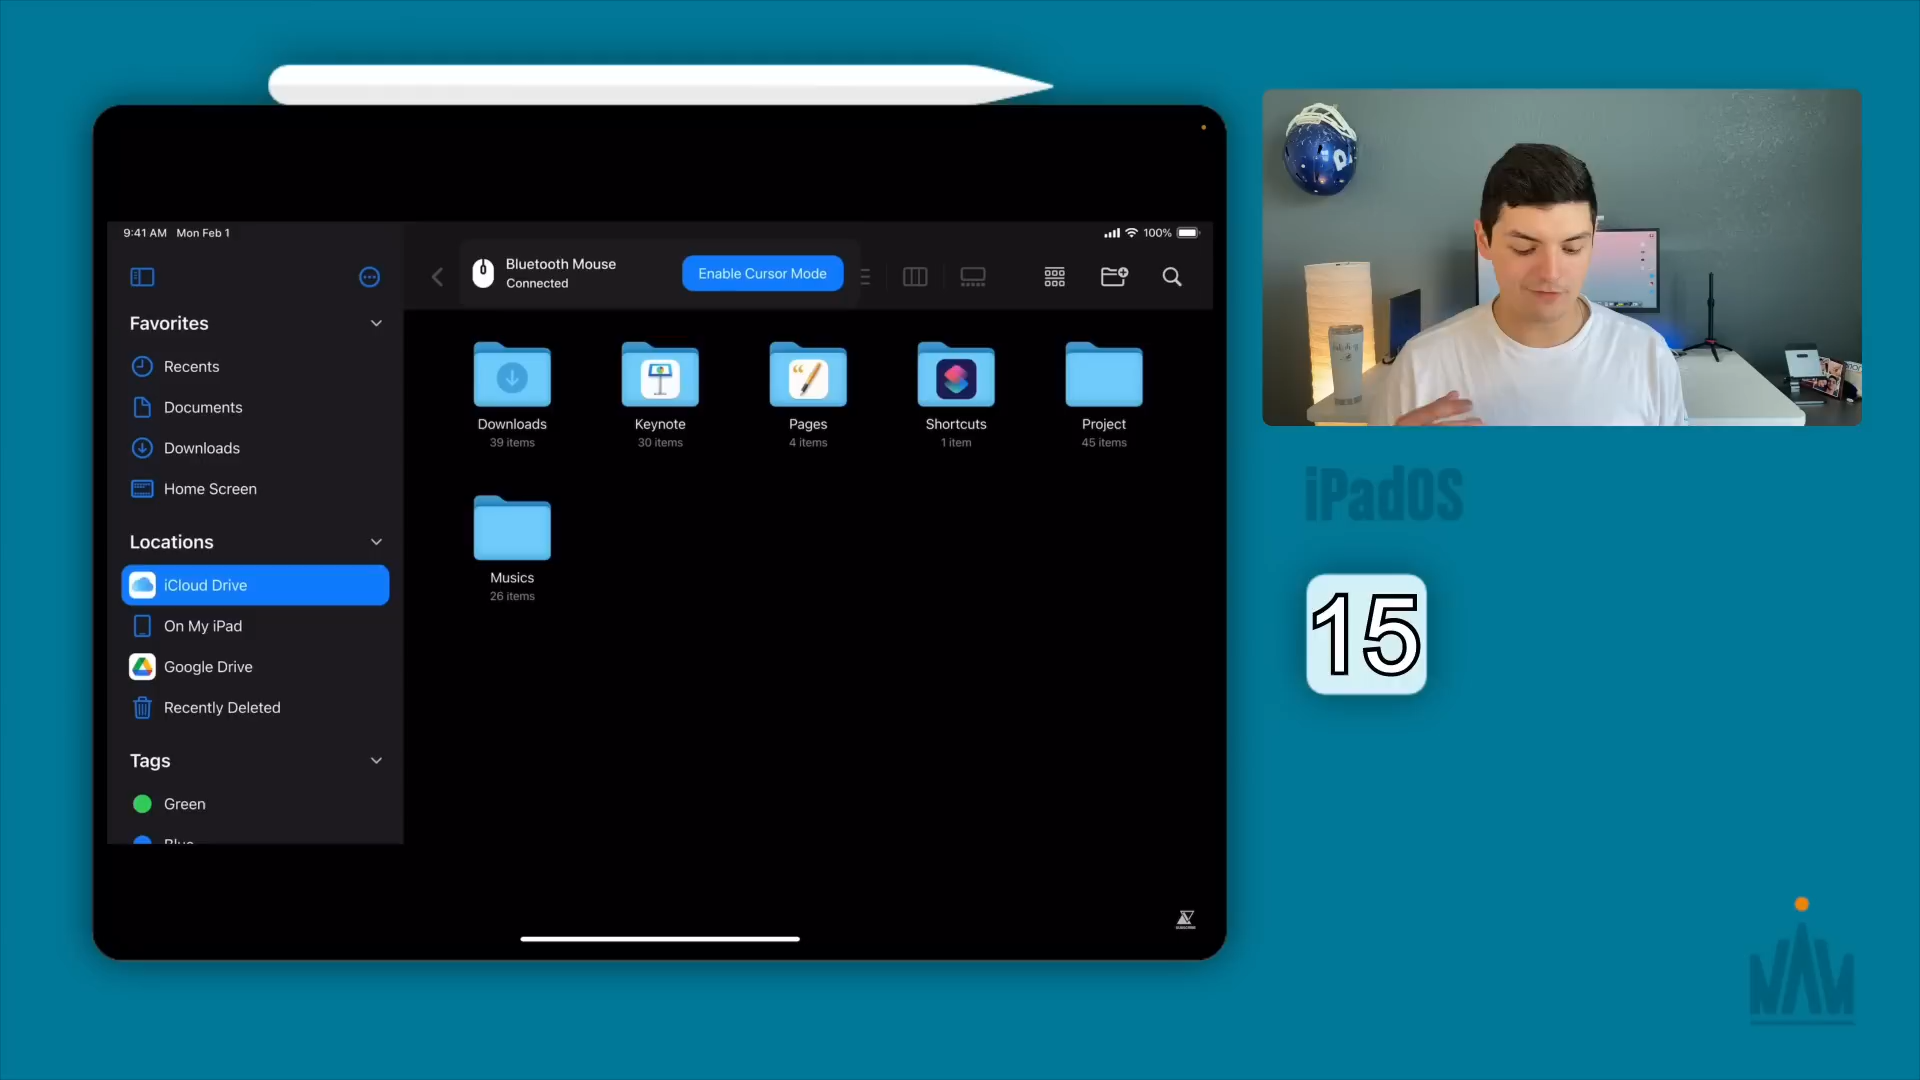 9:41 AM Mon Feb 1
100%
Bluetooth Mouse
Connected
Enable Cursor Mode
Favorites
Recents
Documents
Downloads
Home Screen
Locations
iCloud Drive
On My iPad
Google Drive
Recently Deleted
Tags
Green
Blue
Downloads
39 items
Keynote
30 items
Pages
4 items
Shortcuts
1 item
Project
45 items
Musics
26 items
iPadOS
15